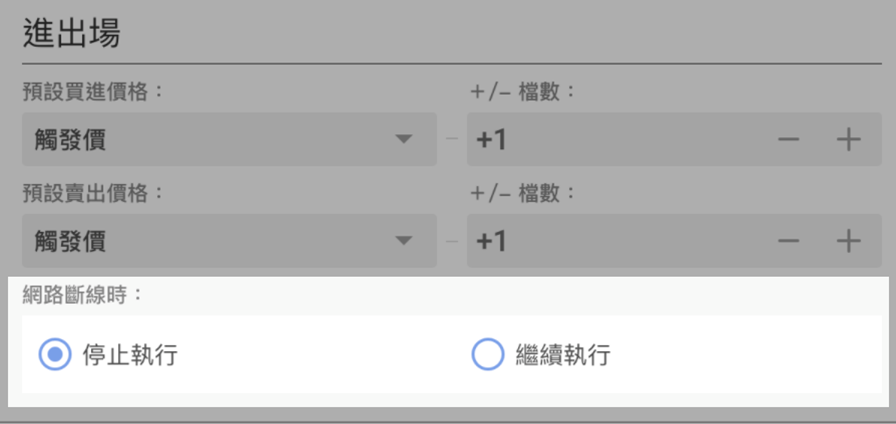 進出場
預設買進價格： +/- 檔數：
觸發價 – +1 − +
預設賣出價格： +/- 檔數：
觸發價 – +1 − +
網路斷線時：
停止執行 繼續執行